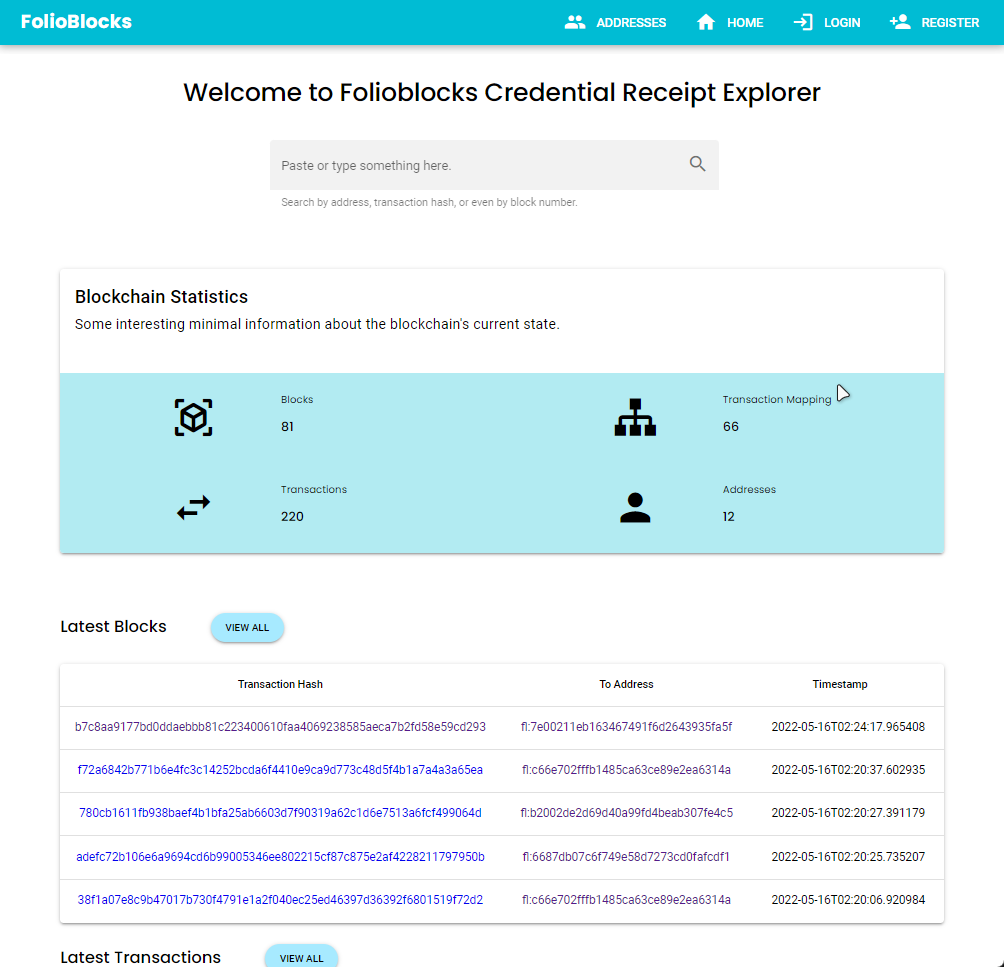 FolioBlocks ADDRESSES HOME LOGIN REGISTER
Welcome to Folioblocks Credential Receipt Explorer
Paste or type something here.
Search by address, transaction hash, or even by block number.
Blockchain Statistics
Some interesting minimal information about the blockchain's current state.
Blocks Transaction Mapping
81 66
Transactions Addresses
220 12
Latest Blocks VIEW ALL
Transaction Hash To Address Timestamp
b7c8aa9177bd0ddaebbb81c223400610faa4069238585aeca7b2fd58e59cd293 fl:7e00211eb163467491f6d2643935fa5f 2022-05-16T02:24:17.965408
f72a6842b771b6e4fc3c14252bcda6f4410e9ca9d773c48d5f4b1a7a4a3a65ea fl:c66e702fffb1485ca63ce89e2ea6314a 2022-05-16T02:20:37.602935
780cb1611fb938baef4b1bfa25ab6603d7f90319a62c1d6e7513a6fcf499064d fl:b2002de2d69d40a99fd4beab307fe4c5 2022-05-16T02:20:27.391179
adefc72b106e6a9694cd6b99005346ee802215cf87c875e2af4228211797950b fl:6687db07c6f749e58d7273cd0fafcdf1 2022-05-16T02:20:25.735207
38f1a07e8c9b47017b730f4791e1a2f040ec25ed46397d36392f6801519f72d2 fl:c66e702fffb1485ca63ce89e2ea6314a 2022-05-16T02:20:06.920984
Latest Transactions VIEW ALL